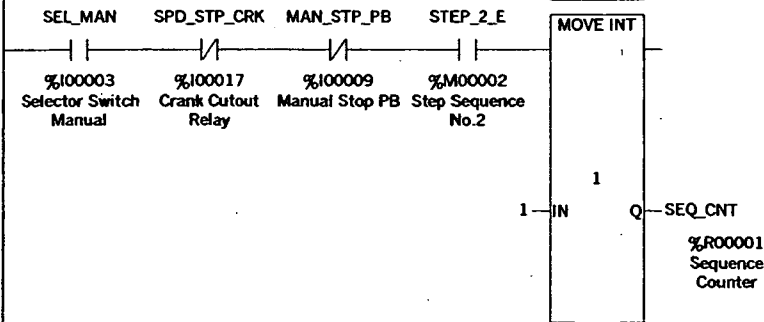 SEL_MAN SPD_STP_CRK MAN_STP_PB STEP_2_E
MOVE INT
%I00003 %I00017 %I00009 %M00002
Selector Switch Crank Cutout Manual Stop PB Step Sequence
Manual Relay No.2
1
1 IN Q SEQ_CNT
%R00001
Sequence
Counter